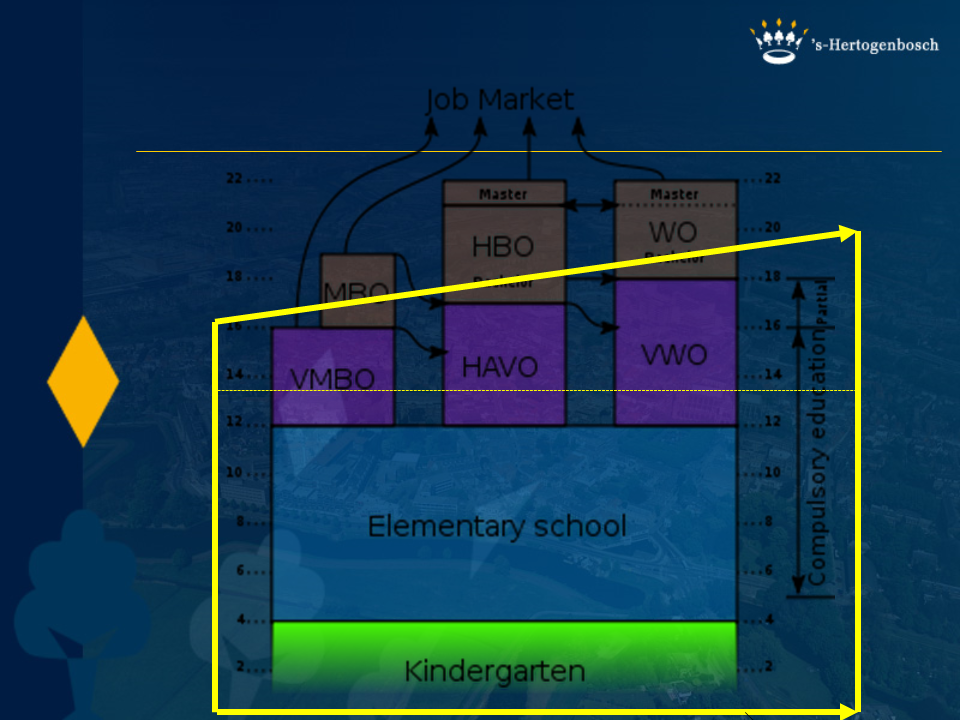 's-Hertogenbosch
Job Market
22 Master Master 22
20 HBO WO 20
Bachelor Bachelor
18 MBO 18
Partial
16 16
VMBO HAVO VWO
14 14
12 12
10 10
Compulsory education
8 Elementary school 8
6 6
4 4
2 Kindergarten 2